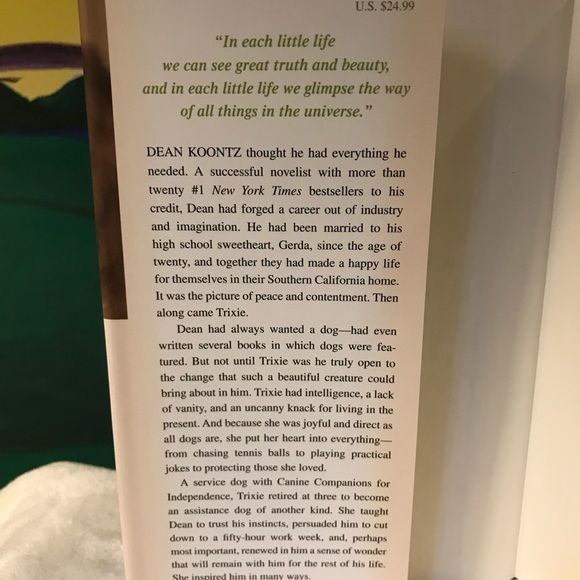 U.S. $24.99
“In each little life
we can see great truth and beauty,
and in each little life we glimpse the way
of all things in the universe.”
DEAN KOONTZ thought he had everything he
needed. A successful novelist with more than
twenty #1 New York Times bestsellers to his
credit, Dean had forged a career out of industry
and imagination. He had been married to his
high school sweetheart, Gerda, since the age of
twenty, and together they had made a happy life
for themselves in their Southern California home.
It was the picture of peace and contentment. Then
along came Trixie.
Dean had always wanted a dog—had even
written several books in which dogs were fea-
tured. But not until Trixie was he truly open to
the change that such a beautiful creature could
bring about in him. Trixie had intelligence, a lack
of vanity, and an uncanny knack for living in the
present. And because she was joyful and direct as
all dogs are, she put her heart into everything—
from chasing tennis balls to playing practical
jokes to protecting those she loved.
A service dog with Canine Companions for
Independence, Trixie retired at three to become
an assistance dog of another kind. She taught
Dean to trust his instincts, persuaded him to cut
down to a fifty-hour work week, and, perhaps
most important, renewed in him a sense of wonder
that will remain with him for the rest of his life.
She inspired him in many ways.